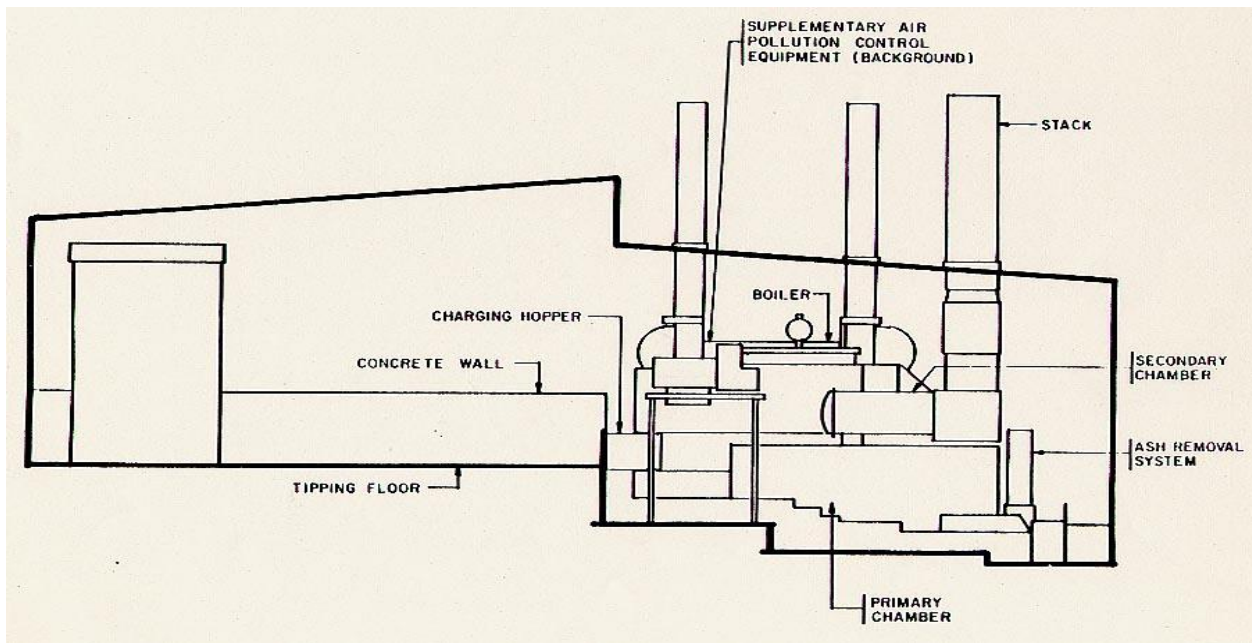 SUPPLEMENTARY AIR
POLLUTION CONTROL
EQUIPMENT (BACKGROUND)
STACK
BOILER
CHARGING HOPPER
CONCRETE WALL
SECONDARY
CHAMBER
ASH REMOVAL
SYSTEM
TIPPING FLOOR
PRIMARY
CHAMBER